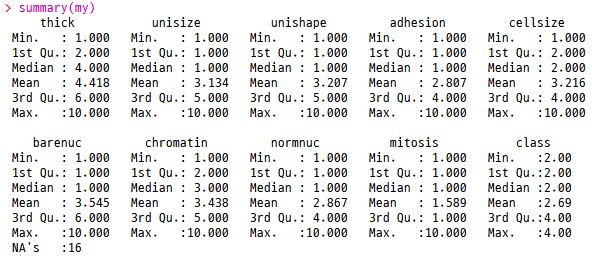 > summary(my)
     thick           unisize          unishape         adhesion         cellsize
 Min.   : 1.000   Min.   : 1.000   Min.   : 1.000   Min.   : 1.000   Min.   : 1.000
 1st Qu.: 2.000   1st Qu.: 1.000   1st Qu.: 1.000   1st Qu.: 1.000   1st Qu.: 2.000
 Median : 4.000   Median : 1.000   Median : 1.000   Median : 1.000   Median : 2.000
 Mean   : 4.418   Mean   : 3.134   Mean   : 3.207   Mean   : 2.807   Mean   : 3.216
 3rd Qu.: 6.000   3rd Qu.: 5.000   3rd Qu.: 5.000   3rd Qu.: 4.000   3rd Qu.: 4.000
 Max.   :10.000   Max.   :10.000   Max.   :10.000   Max.   :10.000   Max.   :10.000
    barenuc         chromatin         normnuc          mitosis           class
 Min.   : 1.000   Min.   : 1.000   Min.   : 1.000   Min.   : 1.000   Min.   :2.00
 1st Qu.: 1.000   1st Qu.: 2.000   1st Qu.: 1.000   1st Qu.: 1.000   1st Qu.:2.00
 Median : 1.000   Median : 3.000   Median : 1.000   Median : 1.000   Median :2.00
 Mean   : 3.545   Mean   : 3.438   Mean   : 2.867   Mean   : 1.589   Mean   :2.69
 3rd Qu.: 6.000   3rd Qu.: 5.000   3rd Qu.: 4.000   3rd Qu.: 1.000   3rd Qu.:4.00
 Max.   :10.000   Max.   :10.000   Max.   :10.000   Max.   :10.000   Max.   :4.00
 NA's   :16